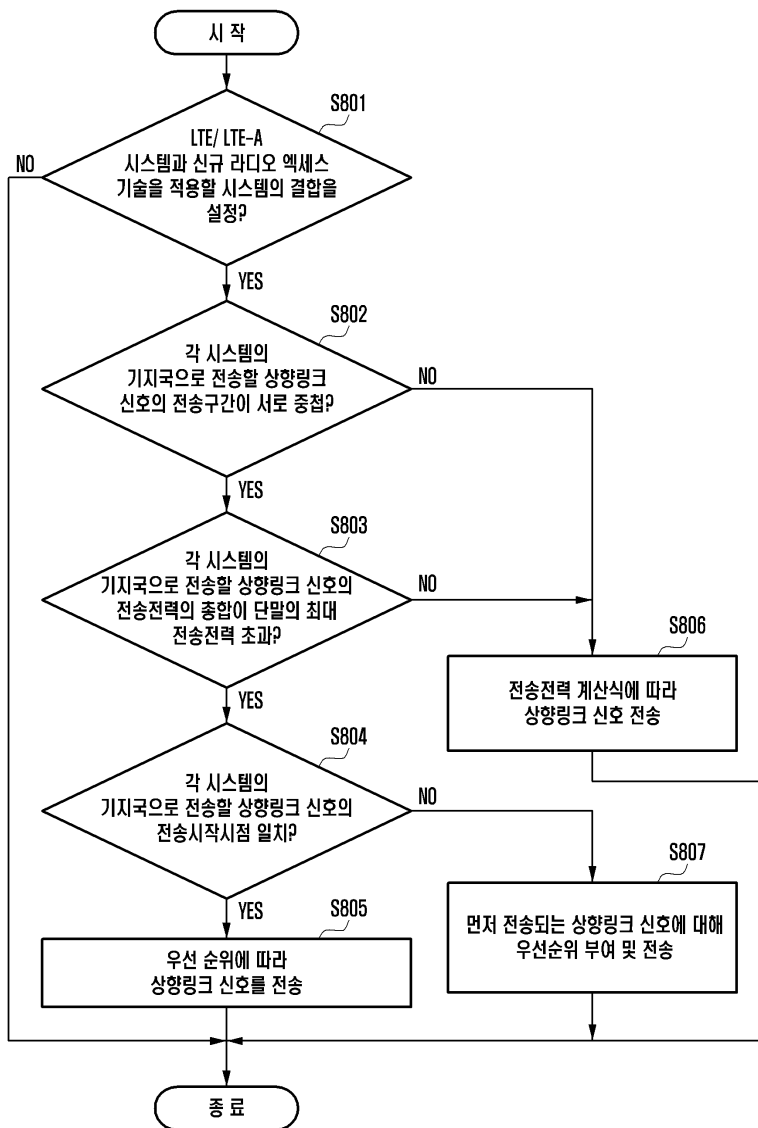 시 작
S801
LTE/ LTE-A
시스템과 신규 라디오 엑세스
기술을 적용할 시스템의 결합을
설정?
NO
YES
S802
각 시스템의
기지국으로 전송할 상향링크
신호의 전송구간이 서로 중첩?
NO
YES
S803
각 시스템의
기지국으로 전송할 상향링크 신호의
전송전력의 총합이 단말의 최대
전송전력 초과?
NO
YES
S806
전송전력 계산식에 따라
상향링크 신호 전송
S804
각 시스템의
기지국으로 전송할 상향링크 신호의
전송시작시점 일치?
NO
YES
S807
먼저 전송되는 상향링크 신호에 대해
우선순위 부여 및 전송
S805
우선 순위에 따라
상향링크 신호를 전송
종 료